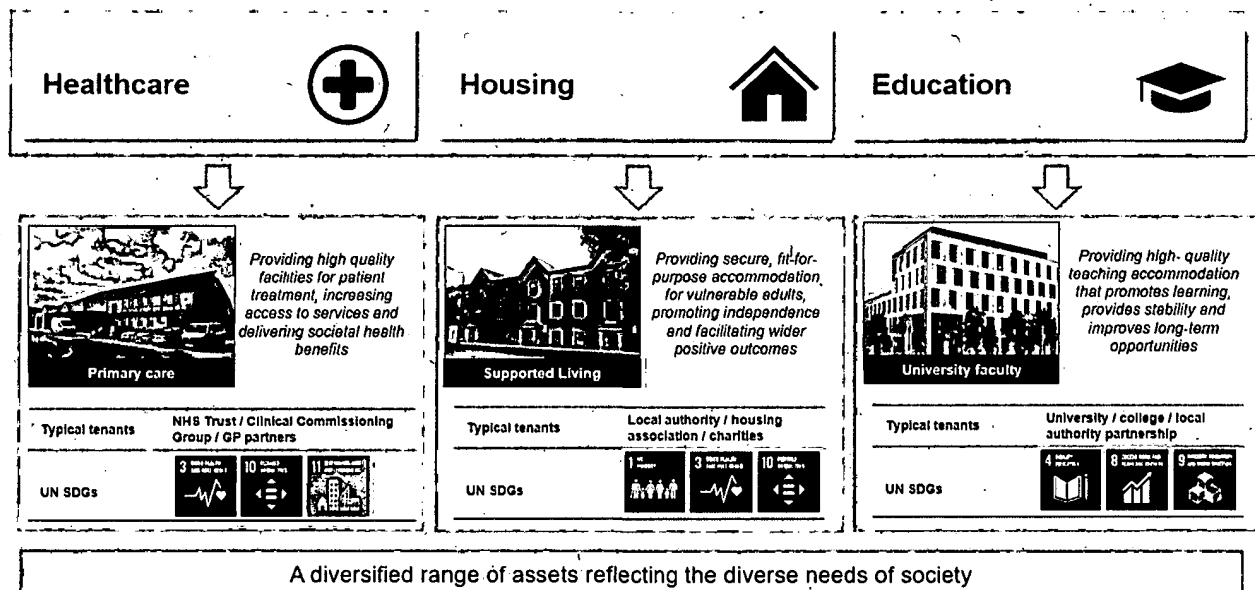 Healthcare
Housing
Education
Providing high quality
facilities for patient
treatment, increasing
access to services and
delivering societal health
benefits
Primary care
Providing secure, fit-for-
purpose accommodation,
for vulnerable adults,
promoting independence
and facilitating wider
positive outcomes
Supported Living
Providing high- quality
teaching accommodation
that promotes learning,
provides stability and
improves long-term
opportunities
University faculty
Typical tenants
NHS Trust / Clinical Commissioning
Group / GP partners
UN SDGs
3
10
11
Typical tenants
Local authority / housing
association / charities
UN SDGs
1
3
10
Typical tenants
University / college / local
authority partnership
UN SDGs
4
8
9
A diversified range of assets reflecting the diverse needs of society